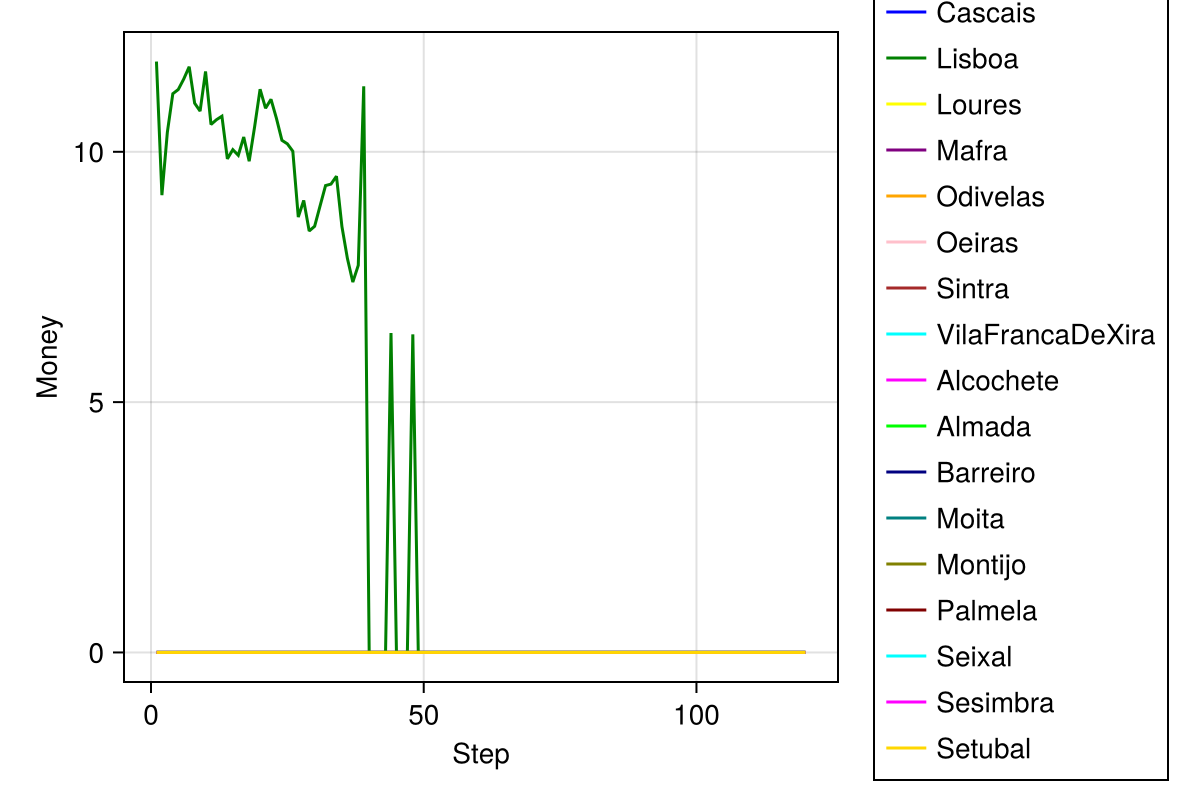 10
5
0
Money
0
50
100
Step
Cascais
Lisboa
Loures
Mafra
Odivelas
Oeiras
Sintra
VilaFrancaDeXira
Alcochete
Almada
Barreiro
Moita
Montijo
Palmela
Seixal
Sesimbra
Setubal